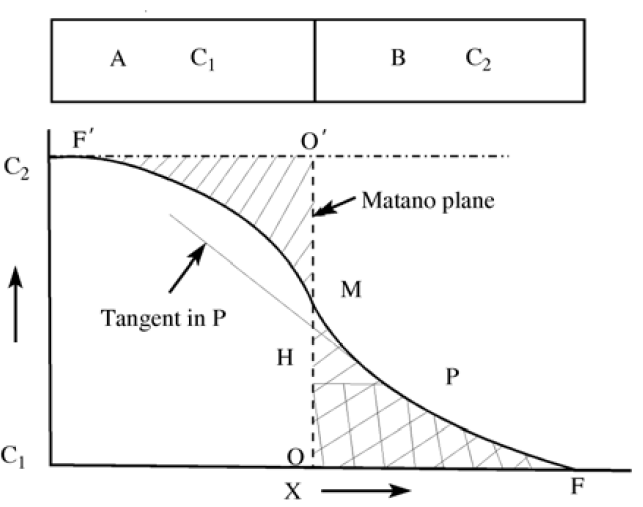 A C₁ B C₂
F′ O′
C₂
Matano plane
M
Tangent in P
H
P
C₁ O
X F